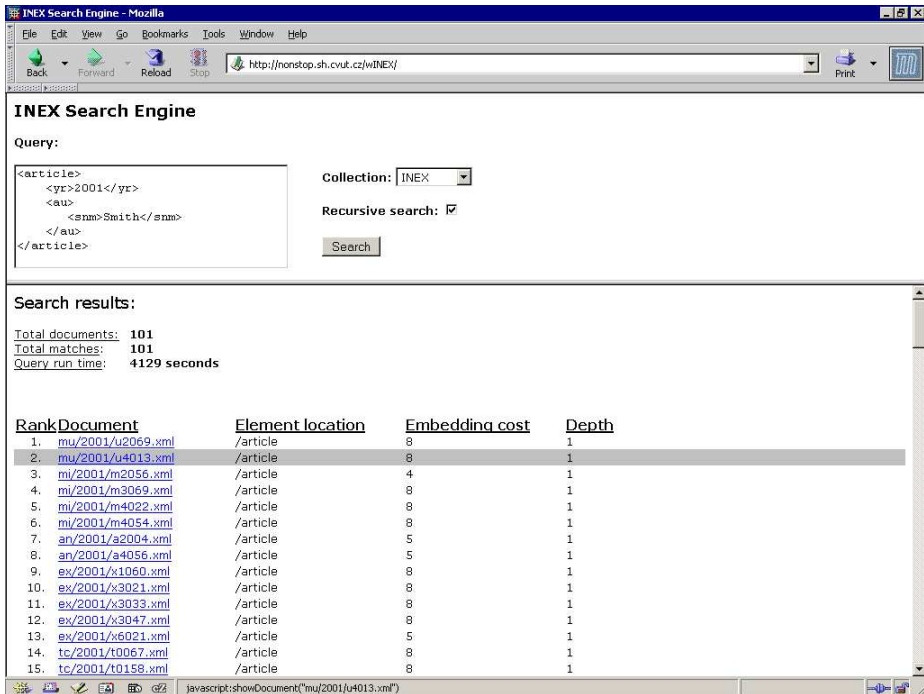 INEX Search Engine - Mozilla
File Edit View Go Bookmarks Tools Window Help
Back Forward Reload Stop http://nonstop.sh.cvut.cz/wINEX/ Print
INEX Search Engine
Query:
<article>
<yr>2001</yr>
<au>
<snm>Smith</snm>
</au>
</article>
Collection: INEX
Recursive search:
Search
Search results:
Total documents: 101
Total matches: 101
Query run time: 4129 seconds
Rank Document Element location Embedding cost Depth
1. mu/2001/u2069.xml /article 8 1
2. mu/2001/u4013.xml /article 8 1
3. mi/2001/m2056.xml /article 4 1
4. mi/2001/m3069.xml /article 8 1
5. mi/2001/m4022.xml /article 8 1
6. mi/2001/m4054.xml /article 8 1
7. an/2001/a2004.xml /article 5 1
8. an/2001/a4056.xml /article 5 1
9. ex/2001/x1060.xml /article 8 1
10. ex/2001/x3021.xml /article 8 1
11. ex/2001/x3033.xml /article 8 1
12. ex/2001/x3047.xml /article 8 1
13. ex/2001/x6021.xml /article 5 1
14. tc/2001/t0067.xml /article 8 1
15. tc/2001/t0158.xml /article 8 1
javascript:showDocument("mu/2001/u4013.xml")